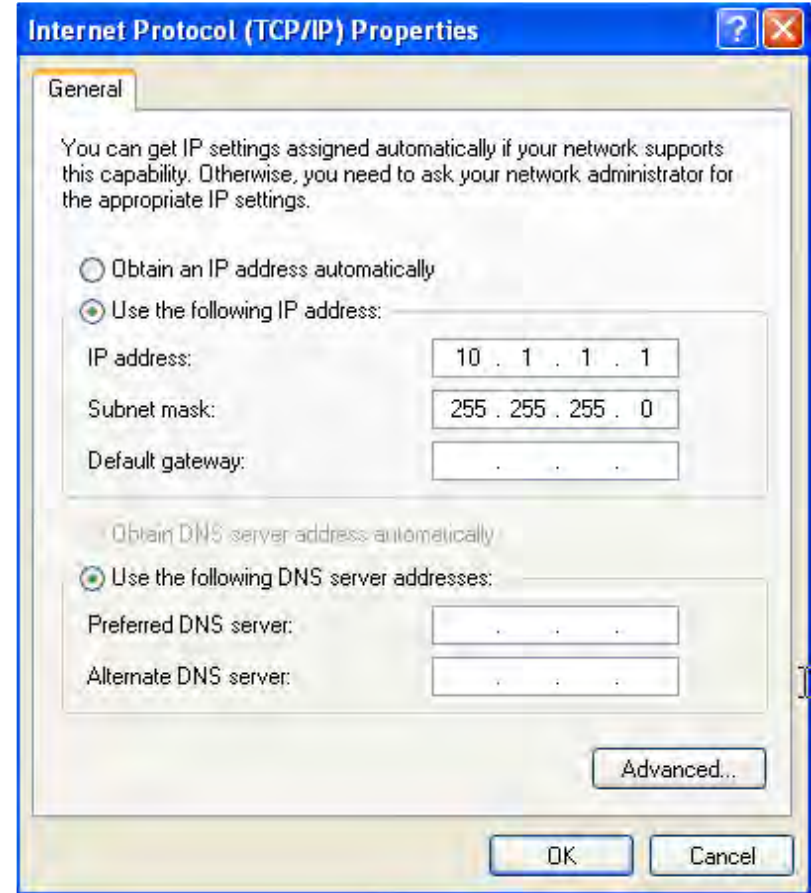 Internet Protocol (TCP/IP) Properties
General
You can get IP settings assigned automatically if your network supports
this capability. Otherwise, you need to ask your network administrator for
the appropriate IP settings.
Obtain an IP address automatically
Use the following IP address:
IP address: 10 . 1 . 1 . 1
Subnet mask: 255 . 255 . 255 . 0
Default gateway: . . .
Obtain DNS server address automatically
Use the following DNS server addresses:
Preferred DNS server: . . .
Alternate DNS server: . . .
Advanced...
OK Cancel